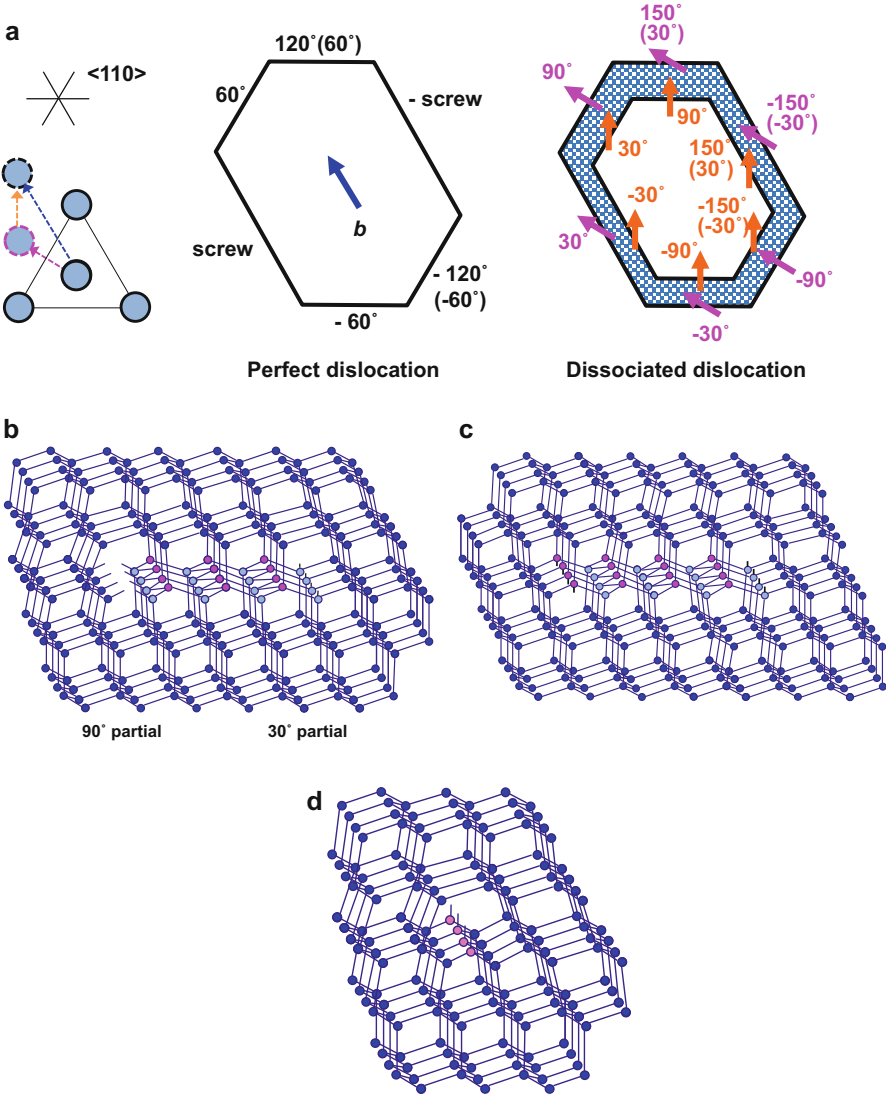 a
<110>
120˚(60˚)
60˚
- screw
b
screw
- 120˚
(-60˚)
- 60˚
Perfect dislocation
150˚
(30˚)
90˚
-150˚
(-30˚)
90˚
30˚
150˚
(30˚)
-30˚
-150˚
(-30˚)
30˚
-90˚
-90˚
-30˚
Dissociated dislocation
b
c
90˚ partial
30˚ partial
d